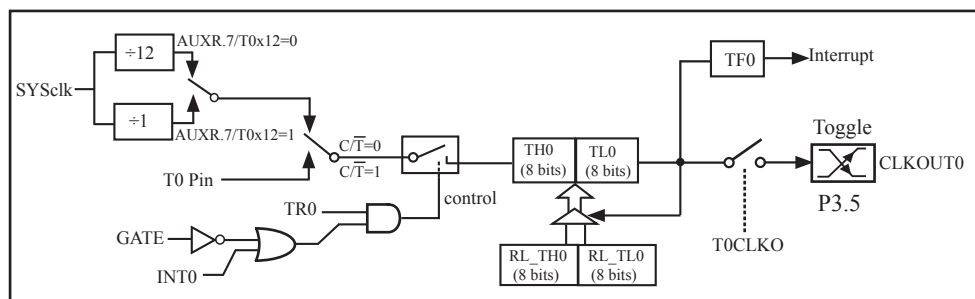 ÷12
AUXR.7/T0x12=0
SYSclk
÷1
AUXR.7/T0x12=1
T0 Pin
C/T̅=0
C/T̅=1
control
TR0
GATE
INT0
TH0
(8 bits)
TL0
(8 bits)
RL_TH0
(8 bits)
RL_TL0
(8 bits)
TF0
Interrupt
Toggle
CLKOUT0
P3.5
T0CLKO